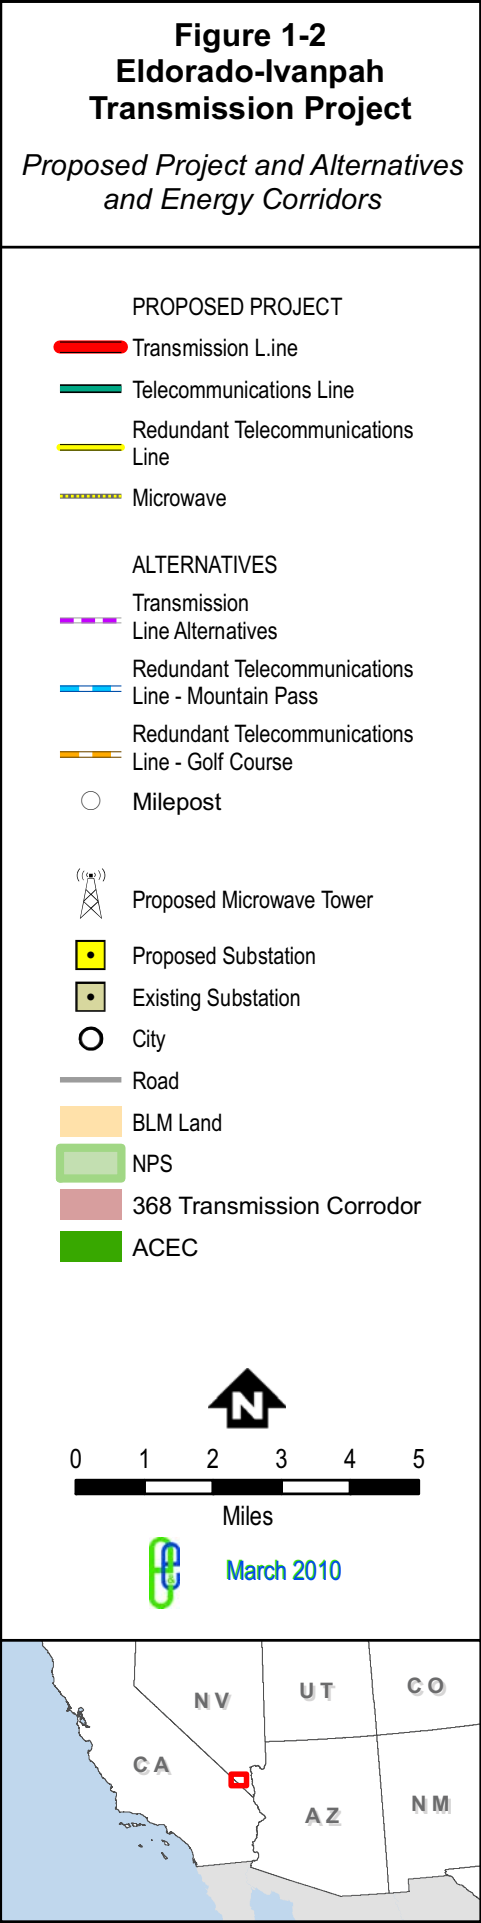 Figure 1-2
Eldorado-Ivanpah
Transmission Project
Proposed Project and Alternatives
and Energy Corridors
PROPOSED PROJECT
Transmission L.ine
Telecommunications Line
Redundant Telecommunications
Line
Microwave
ALTERNATIVES
Transmission
Line Alternatives
Redundant Telecommunications
Line - Mountain Pass
Redundant Telecommunications
Line - Golf Course
Milepost
Proposed Microwave Tower
Proposed Substation
Existing Substation
City
Road
BLM Land
NPS
368 Transmission Corrodor
ACEC
N
0 1 2 3 4 5
Miles
March 2010
NV UT CO
CA AZ NM